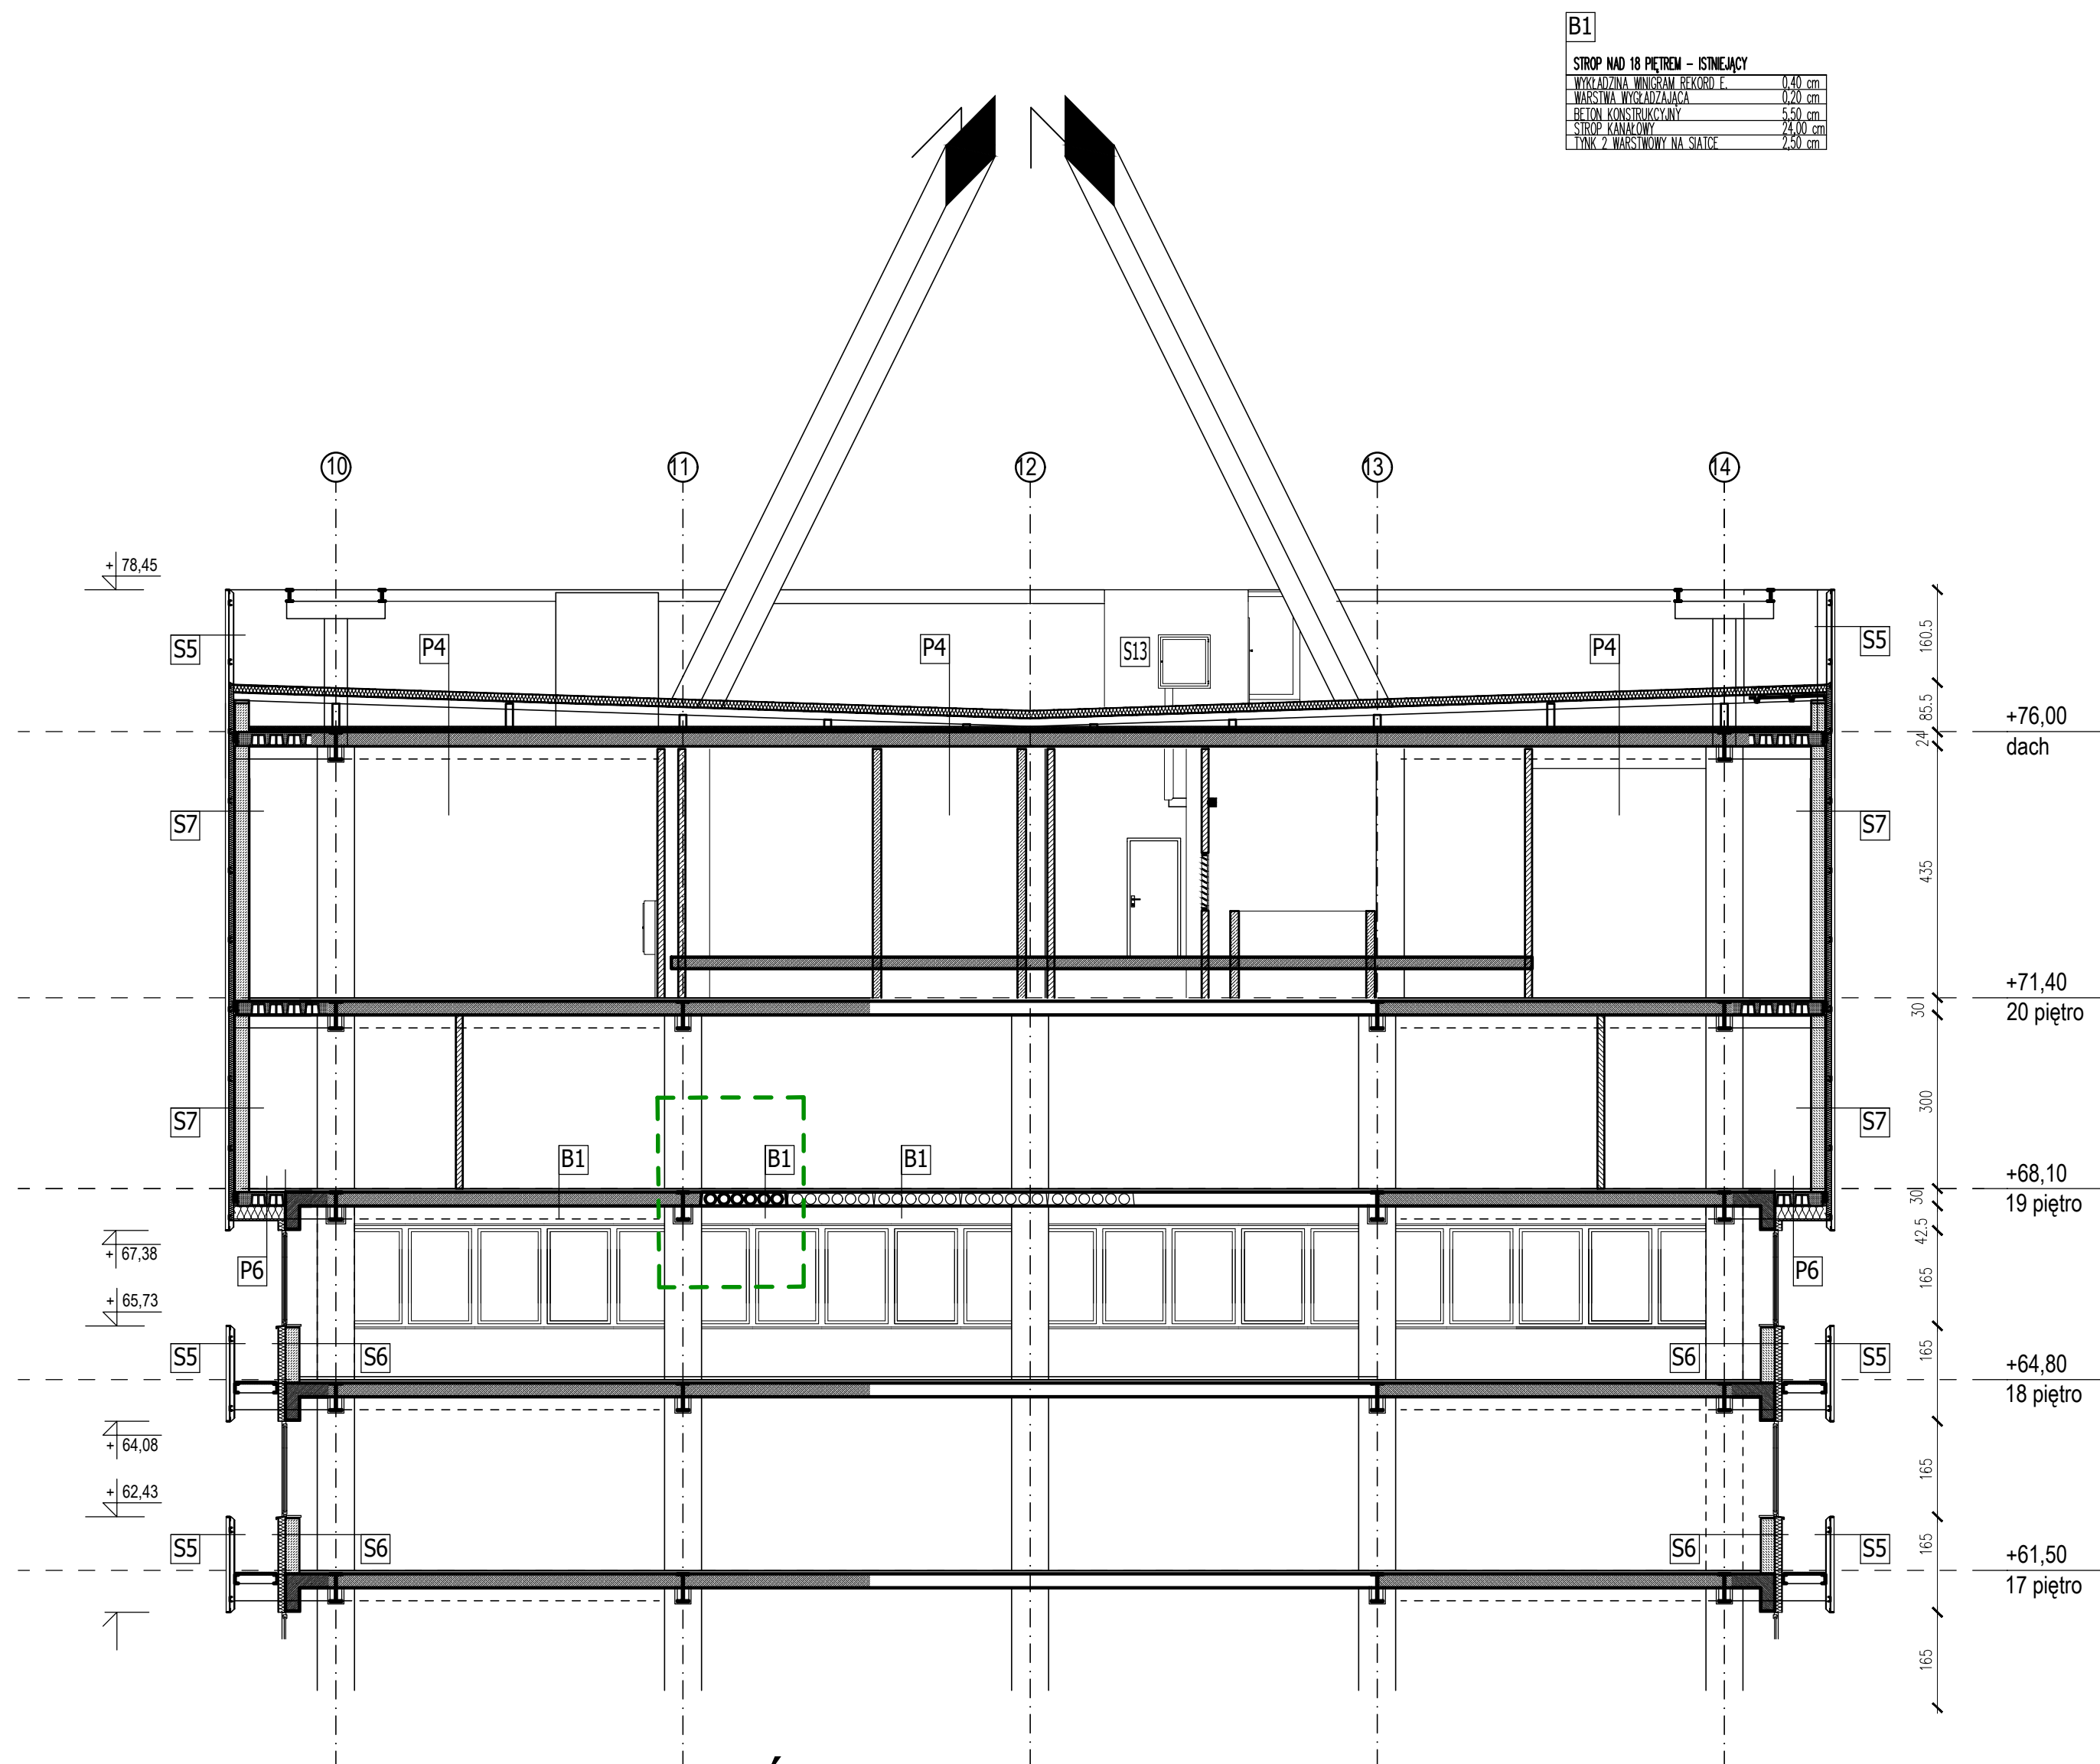 B1
STROP NAD 18 PIĘTREM – ISTNIEJĄCY
WYKŁADZINA WINIGRAM REKORD E. 0,40 cm
WARSTWA WYGŁADZAJĄCA 0,20 cm
BETON KONSTRUKCYJNY 5,50 cm
STROP KANAŁOWY 24,00 cm
TYNK 2 WARSTWOWY NA SIATCE 2,50 cm
10 11 12 13 14
+ 78,45
S5 P4 P4 S13 P4 S5
160.5
85.5
24
+76,00
dach
S7 S7
435
+71,40
20 piętro
30
300
S7 S7
B1 B1 B1
+68,10
19 piętro
30
42.5
+ 67,38
P6 P6
165
+ 65,73
S5 S6 S6 S5
165
+64,80
18 piętro
+ 64,08
165
+ 62,43
S5 S6 S6 S5
165
+61,50
17 piętro
165